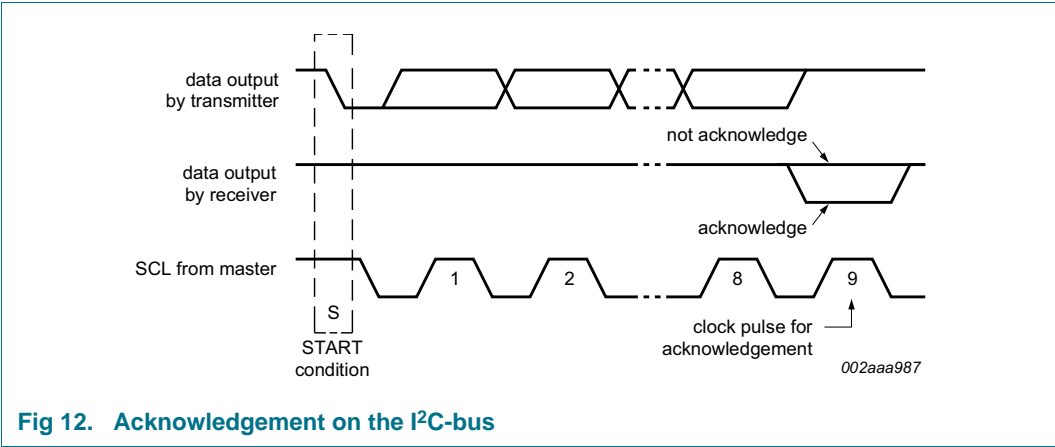 data output
by transmitter
not acknowledge
data output
by receiver
acknowledge
SCL from master
1
2
8
9
S
START
condition
clock pulse for
acknowledgement
002aaa987
Fig 12. Acknowledgement on the I²C-bus